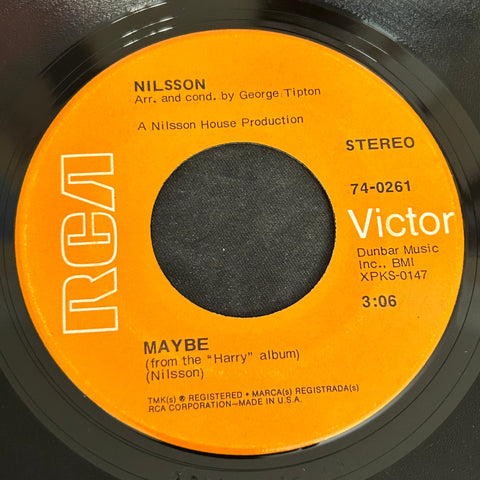 NILSSON
Arr. and cond. by George Tipton
A Nilsson House Production
STEREO
74-0261
RCA
Victor
Dunbar Music
Inc., BMI
XPKS-0147
3:06
MAYBE
(from the "Harry" album)
(Nilsson)
TMK(s) ® REGISTERED • MARCA(s) REGISTRADA(s)
RCA CORPORATION—MADE IN U.S.A.